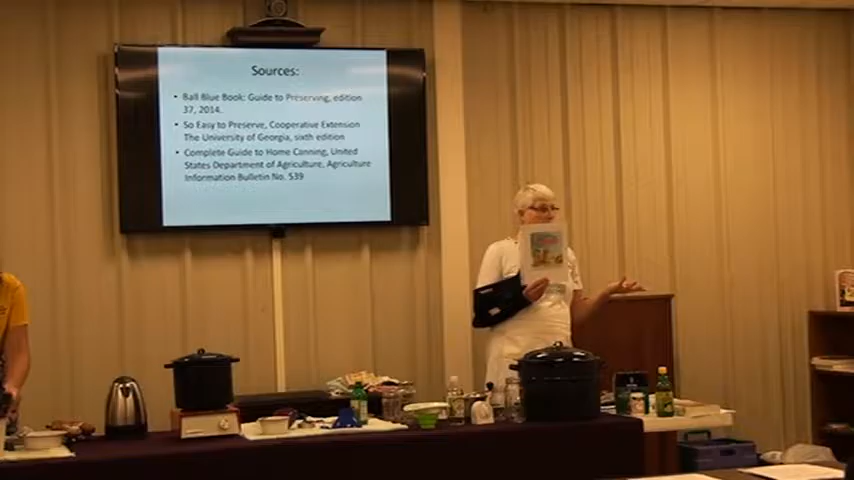 Sources:
• Ball Blue Book: Guide to Preserving, edition
37, 2014.
• So Easy to Preserve, Cooperative Extension
The University of Georgia, sixth edition
• Complete Guide to Home Canning, United
States Department of Agriculture, Agriculture
Information Bulletin No. 539